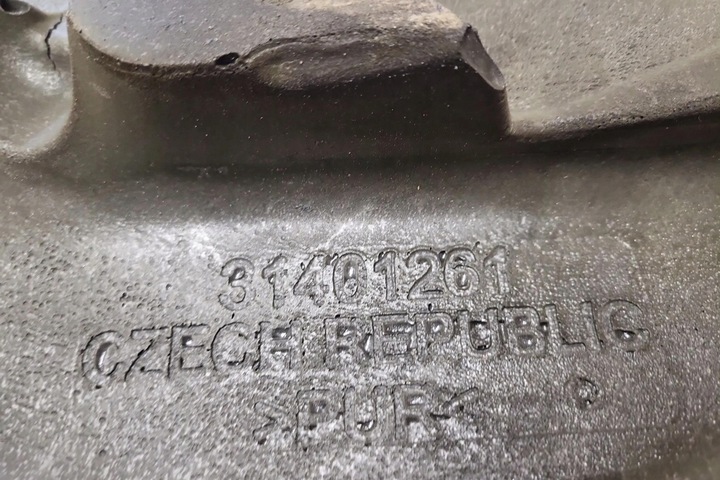 31401261
CZECH REPUBLIC
>PUR<